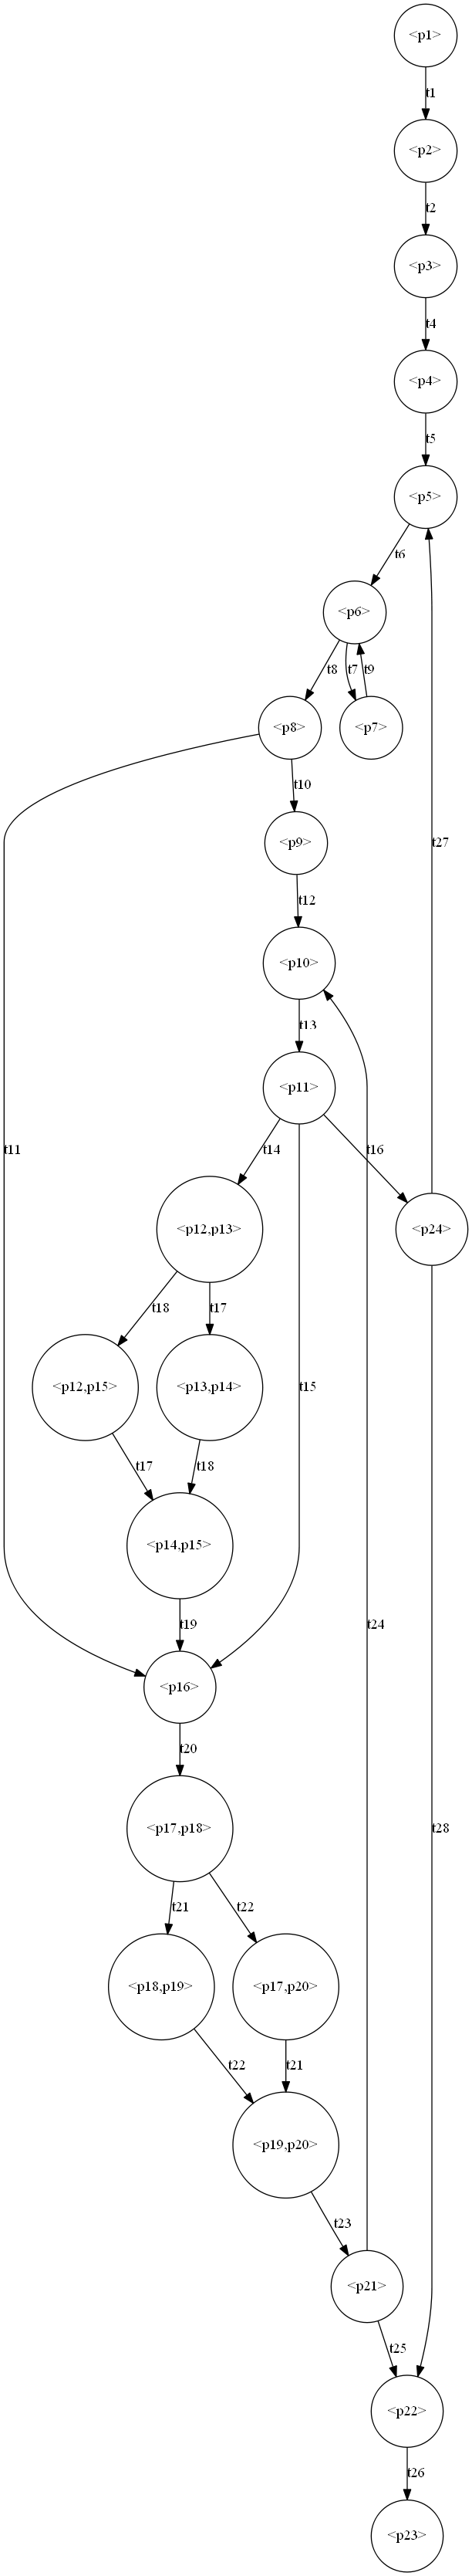 <p1>
t1
<p2>
t2
<p3>
t4
<p4>
t5
<p5>
t6
<p6>
t8
t7
t9
<p8>
<p7>
t10
<p9>
t27
t12
<p10>
t13
<p11>
t11
t14
t16
<p12,p13>
<p24>
t18
t17
<p12,p15>
<p13,p14>
t15
t17
t18
<p14,p15>
t19
t24
<p16>
t20
<p17,p18>
t28
t21
t22
<p18,p19>
<p17,p20>
t22
t21
<p19,p20>
t23
<p21>
t25
<p22>
t26
<p23>